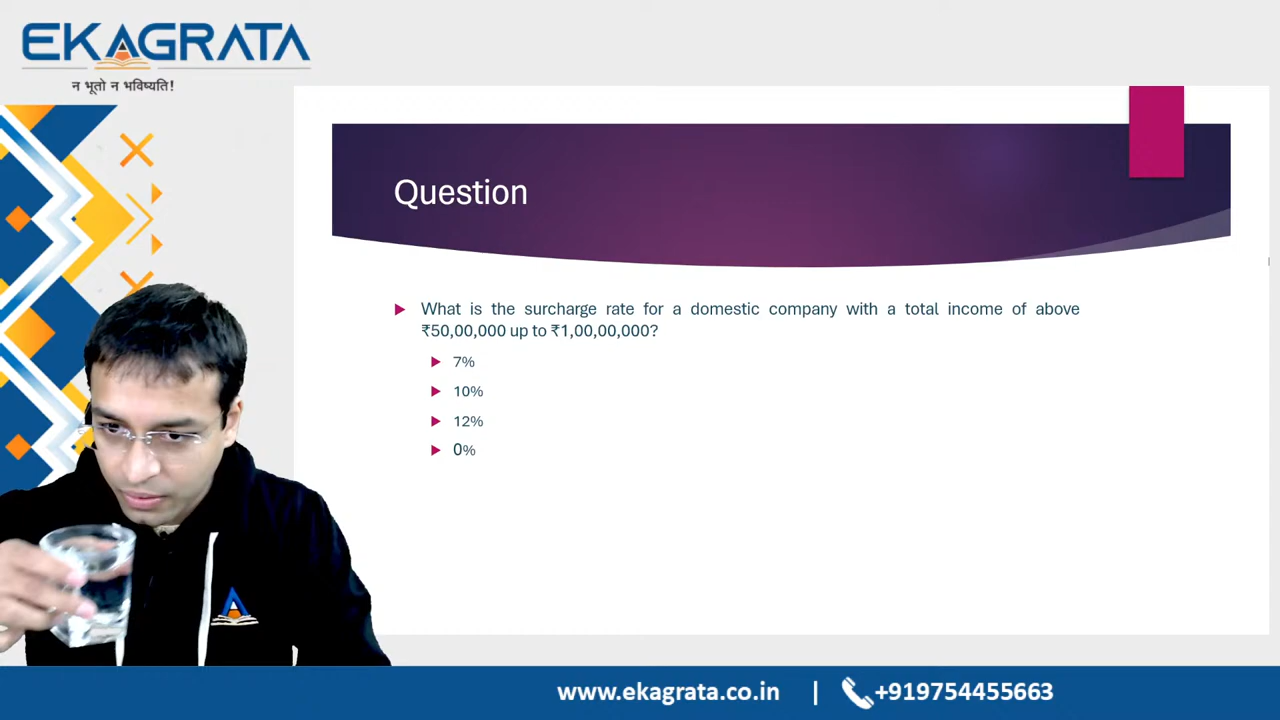 EKAGRATA
न भूतो न भविष्यति!
Question
What is the surcharge rate for a domestic company with a total income of above
₹50,00,000 up to ₹1,00,00,000?
7%
10%
12%
0%
www.ekagrata.co.in | +919754455663